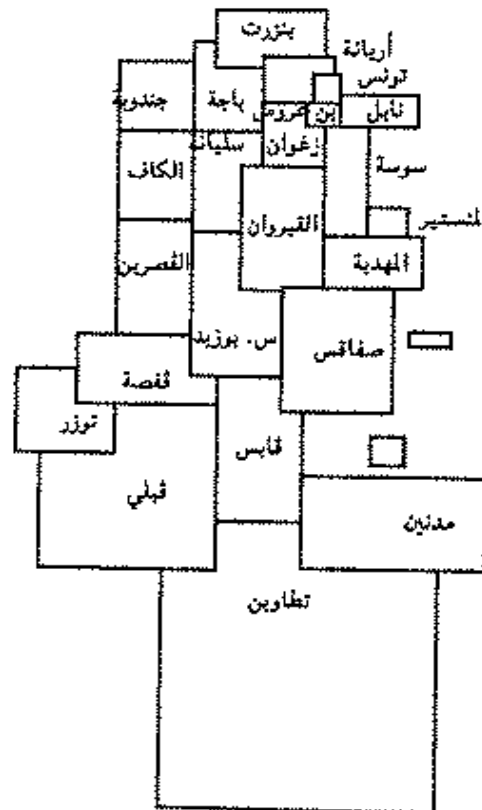 بنزرت
أريانة
تونس
نابل
بن عروس
باجة
جندوبة
سليانة
زغوان
سوسة
الكاف
المنستير
القيروان
المهدية
القصرين
س. بوزيد
صفاقس
قفصة
توزر
قابس
قبلي
مدنين
تطاوين